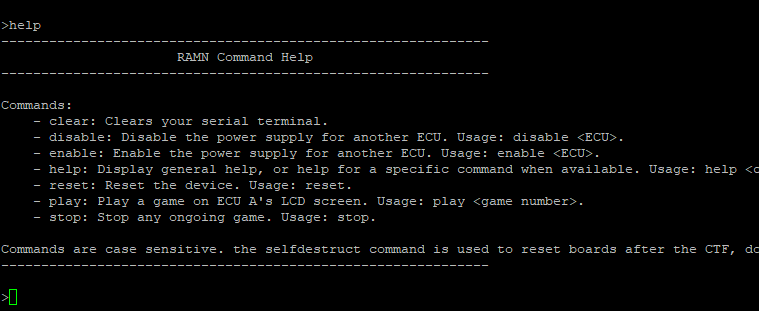 >help
------------------------------------------------------------
RAMN Command Help
------------------------------------------------------------
Commands:
- clear: Clears your serial terminal.
- disable: Disable the power supply for another ECU. Usage: disable <ECU>.
- enable: Enable the power supply for another ECU. Usage: enable <ECU>.
- help: Display general help, or help for a specific command when available. Usage: help <c
- reset: Reset the device. Usage: reset.
- play: Play a game on ECU A's LCD screen. Usage: play <game number>.
- stop: Stop any ongoing game. Usage: stop.
Commands are case sensitive. the selfdestruct command is used to reset boards after the CTF, do
------------------------------------------------------------
>